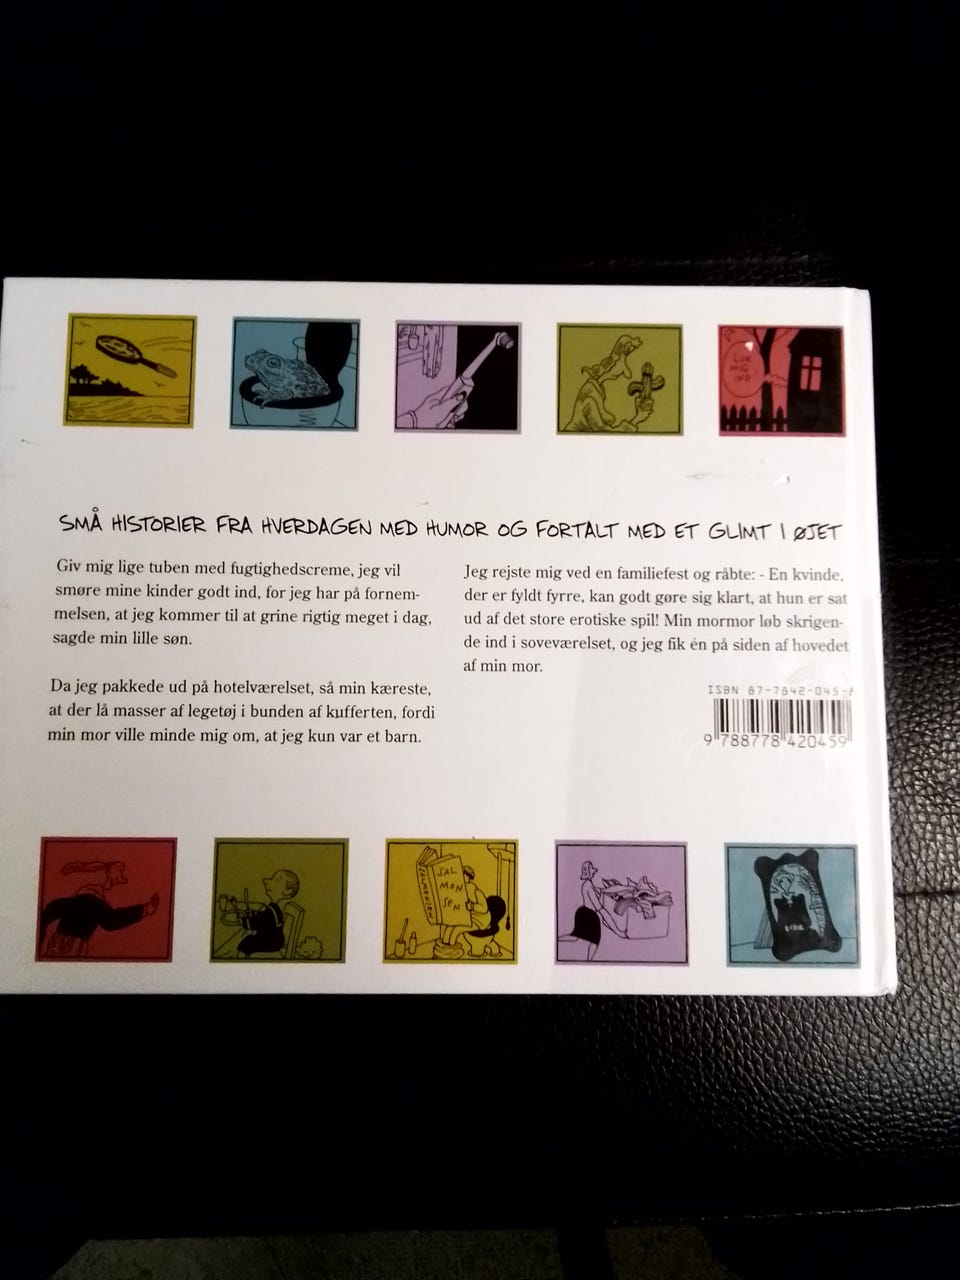 LUK
MIG
IND
SMÅ HISTORIER FRA HVERDAGEN MED HUMOR OG FORTALT MED ET GLIMT I ØJET
Giv mig lige tuben med fugtighedscreme, jeg vil
smøre mine kinder godt ind, for jeg har på fornem-
melsen, at jeg kommer til at grine rigtig meget i dag,
sagde min lille søn.
Da jeg pakkede ud på hotelværelset, så min kæreste,
at der lå masser af legetøj i bunden af kufferten, fordi
min mor ville minde mig om, at jeg kun var et barn.
Jeg rejste mig ved en familiefest og råbte: - En kvinde,
der er fyldt fyrre, kan godt gøre sig klart, at hun er sat
ud af det store erotiske spil! Min mormor løb skrigen-
de ind i soveværelset, og jeg fik én på siden af hovedet
af min mor.
ISBN 87-7842-045-
9 788778 420459
SAL
MON
SEN